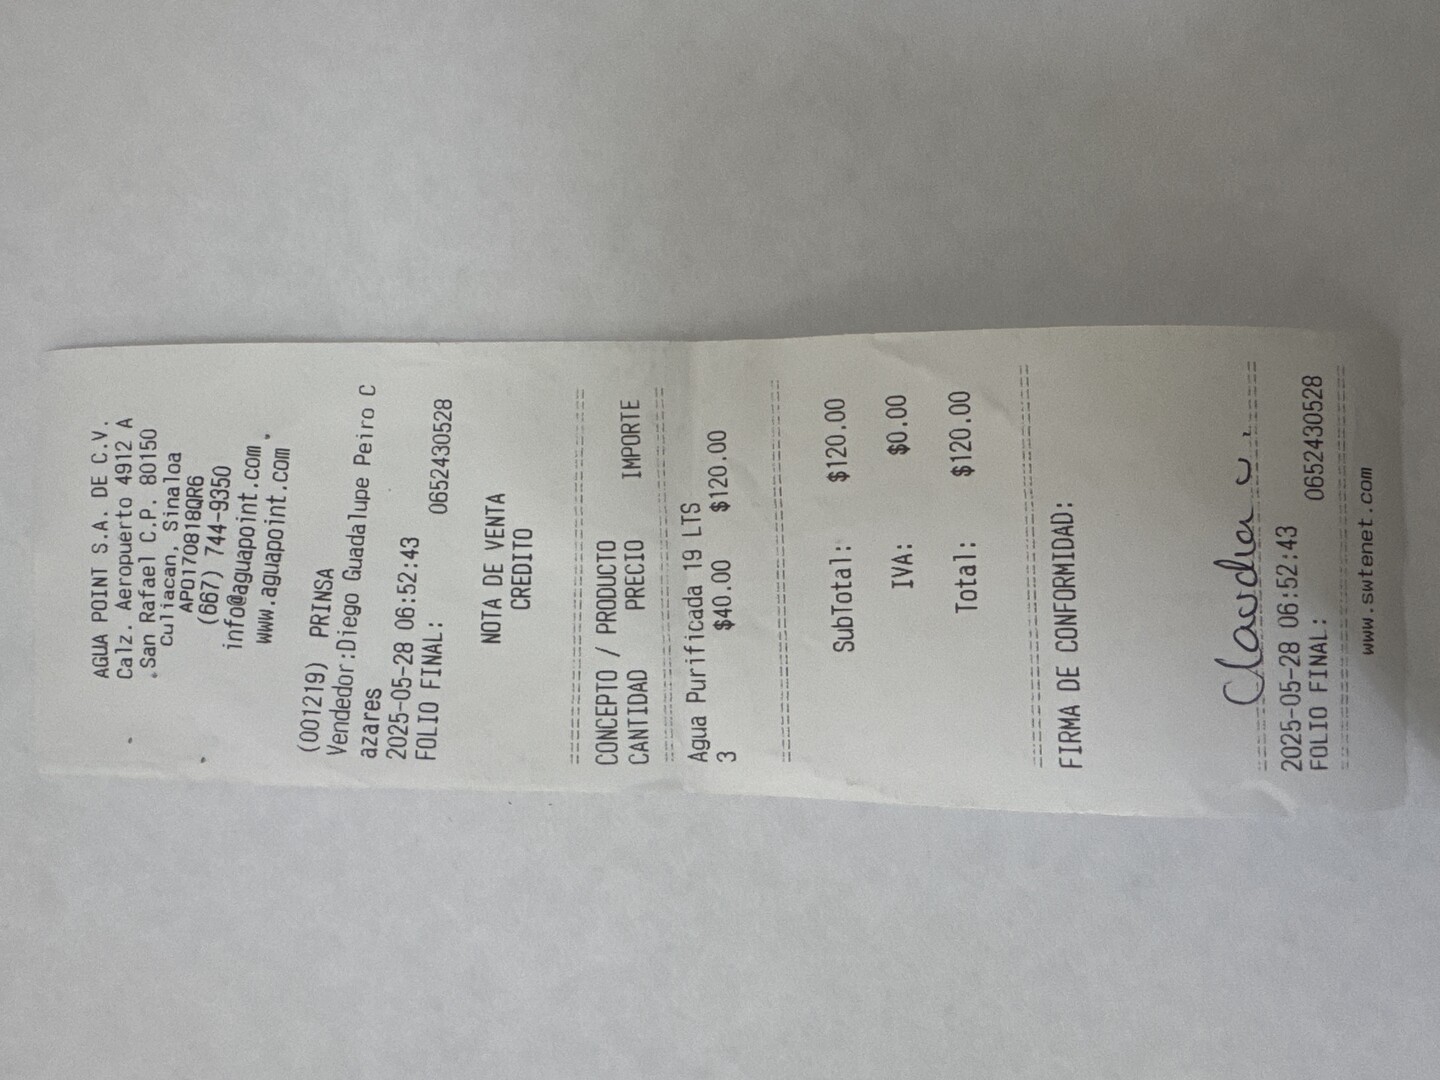 AGUA POINT S.A. DE C.V.
Calz. Aeropuerto 4912 A
San Rafael C.P. 80150
Culiacan, Sinaloa
APO170818QR6
(667) 744-9350
info@aguapoint.com
www.aguapoint.com
(001219) PRINSA
Vendedor:Diego Guadalupe Peiro C
azares
2025-05-28 06:52:43
FOLIO FINAL: 0652430528
NOTA DE VENTA
CREDITO
CONCEPTO / PRODUCTO
CANTIDAD PRECIO IMPORTE
Agua Purificada 19 LTS
3 $40.00 $120.00
SubTotal: $120.00
IVA: $0.00
Total: $120.00
FIRMA DE CONFORMIDAD:
Claudia C.
2025-05-28 06:52:43
FOLIO FINAL: 0652430528
www.swtenet.com